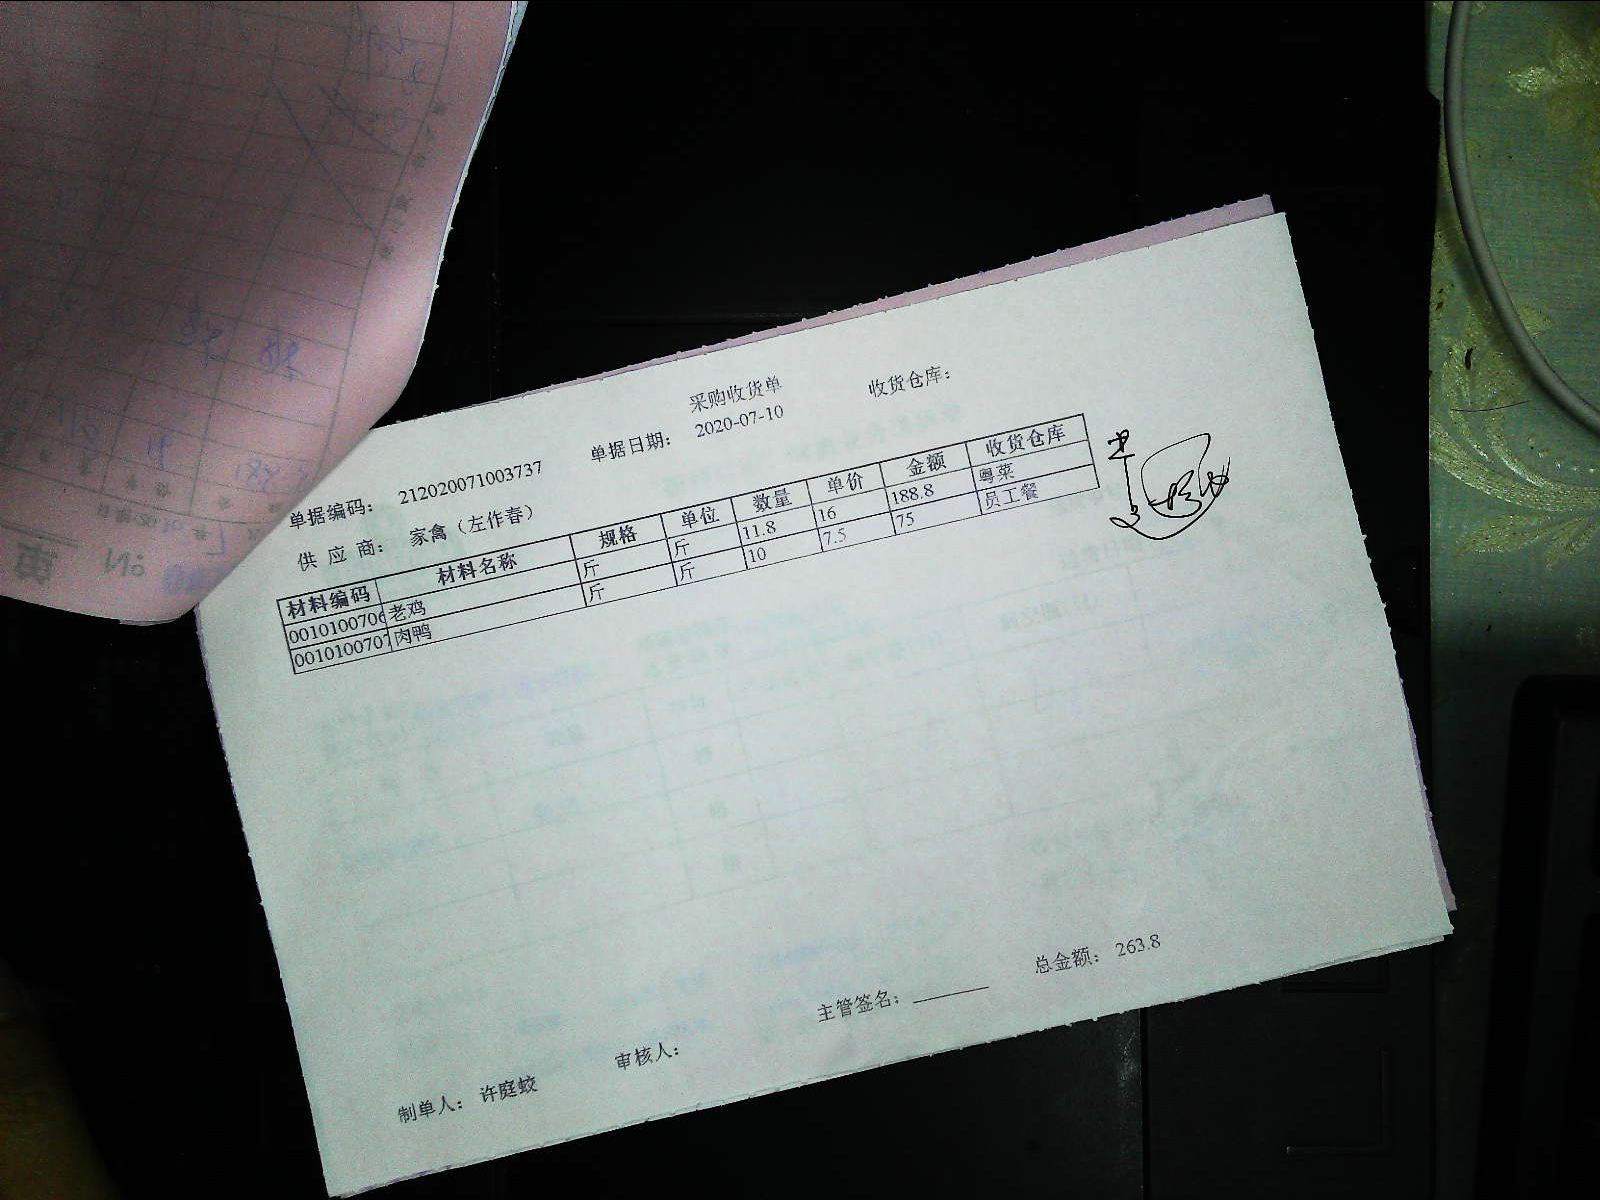 采购收货单
单据编码： 212020071003737 单据日期： 2020-07-10 收货仓库：
供 应 商： 家禽（左作春）
材料编码 材料名称 规格 单位 数量 单价 金额 收货仓库
0010100706 老鸡 斤 斤 11.8 16 188.8 粤菜
0010100707 肉鸭 斤 斤 10 7.5 75 员工餐
总金额： 263.8
制单人： 许庭蛟 审核人： 主管签名：